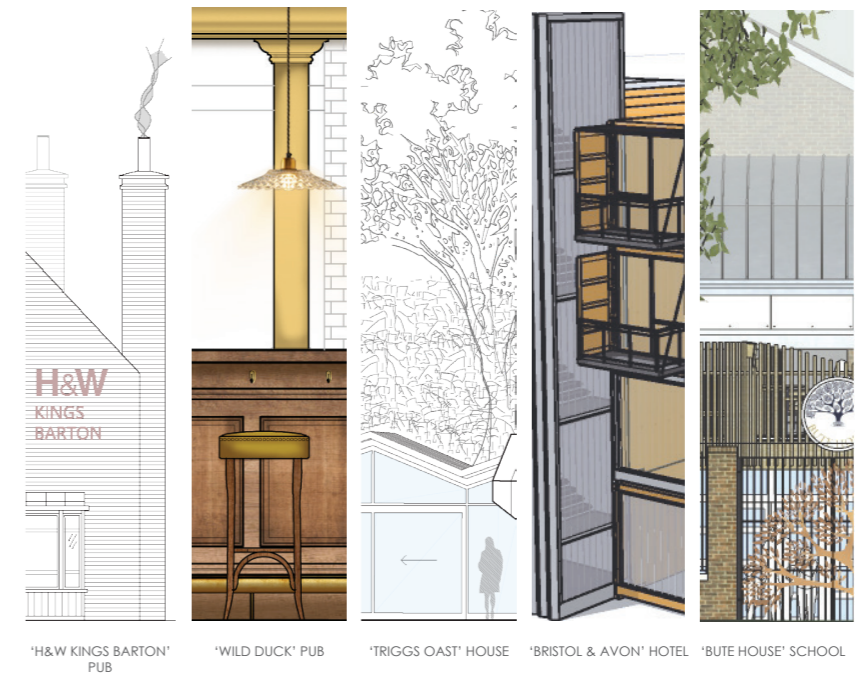 H&W
KINGS
BARTON
‘H&W KINGS BARTON’
PUB
‘WILD DUCK’ PUB
‘TRIGGS OAST’ HOUSE
‘BRISTOL & AVON’ HOTEL
‘BUTE HOUSE’ SCHOOL